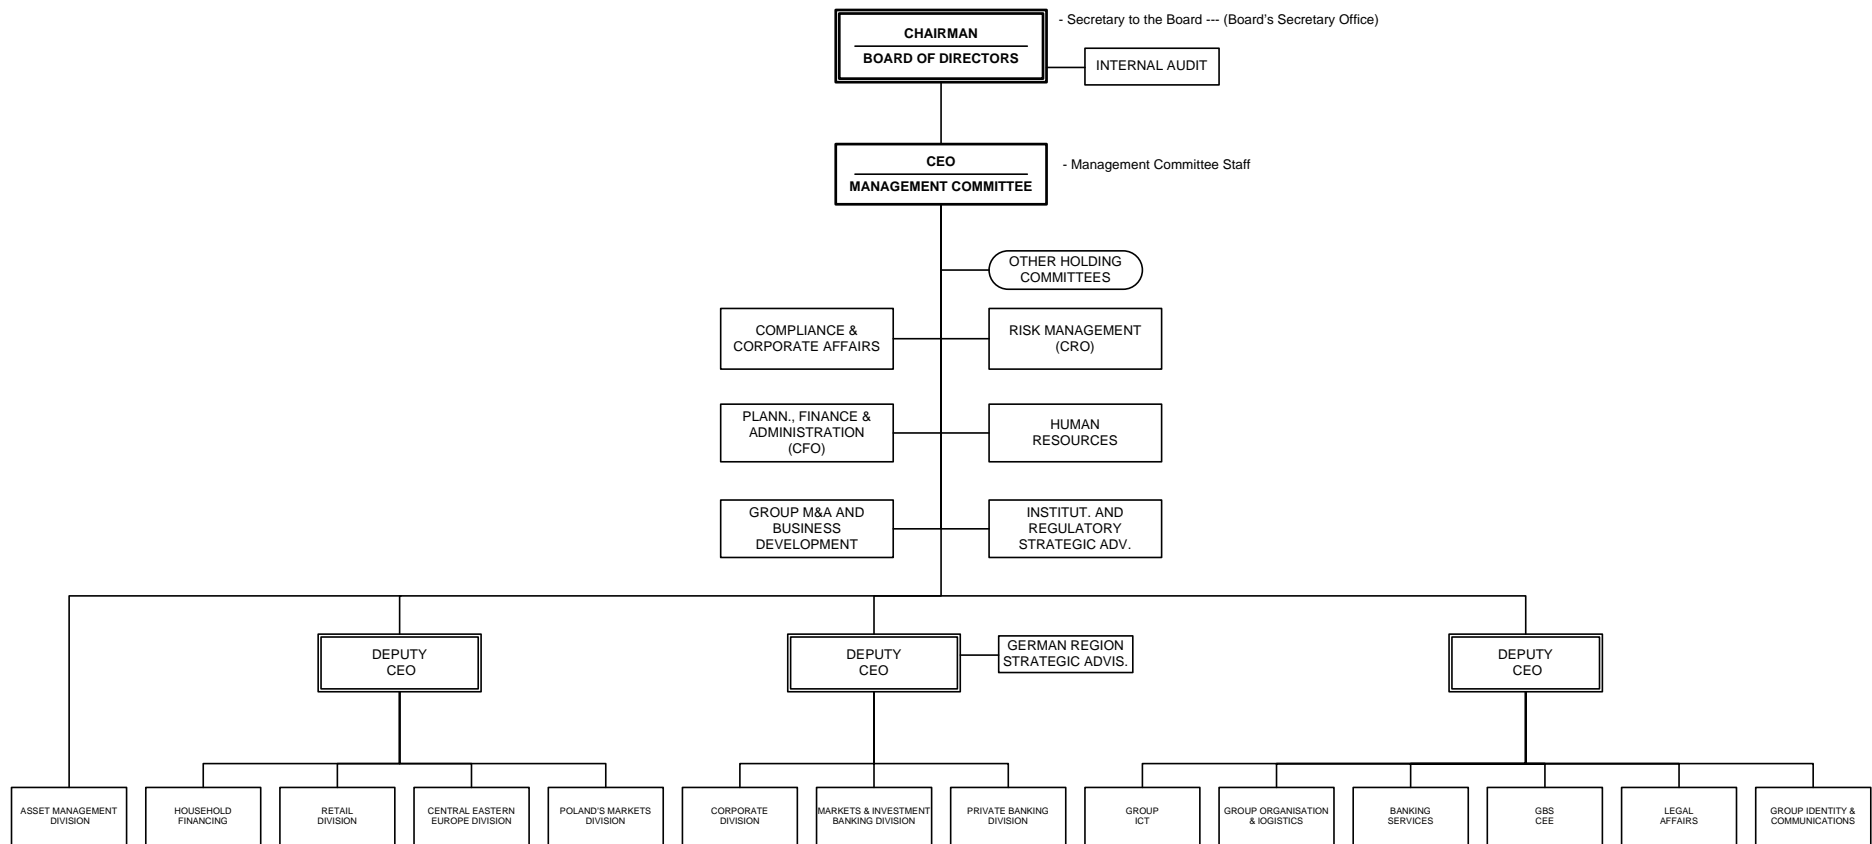 CHAIRMAN
BOARD OF DIRECTORS
- Secretary to the Board --- (Board's Secretary Office)
INTERNAL AUDIT
CEO
MANAGEMENT COMMITTEE
- Management Committee Staff
OTHER HOLDING
COMMITTEES
COMPLIANCE &
CORPORATE AFFAIRS
RISK MANAGEMENT
(CRO)
PLANN., FINANCE &
ADMINISTRATION
(CFO)
HUMAN
RESOURCES
GROUP M&A AND
BUSINESS
DEVELOPMENT
INSTITUT. AND
REGULATORY
STRATEGIC ADV.
DEPUTY
CEO
DEPUTY
CEO
GERMAN REGION
STRATEGIC ADVIS.
DEPUTY
CEO
ASSET MANAGEMENT
DIVISION
HOUSEHOLD
FINANCING
RETAIL
DIVISION
CENTRAL EASTERN
EUROPE DIVISION
POLAND'S MARKETS
DIVISION
CORPORATE
DIVISION
MARKETS & INVESTMENT
BANKING DIVISION
PRIVATE BANKING
DIVISION
GROUP
ICT
GROUP ORGANISATION
& lOGISTICS
BANKING
SERVICES
GBS
CEE
LEGAL
AFFAIRS
GROUP IDENTITY &
COMMUNICATIONS